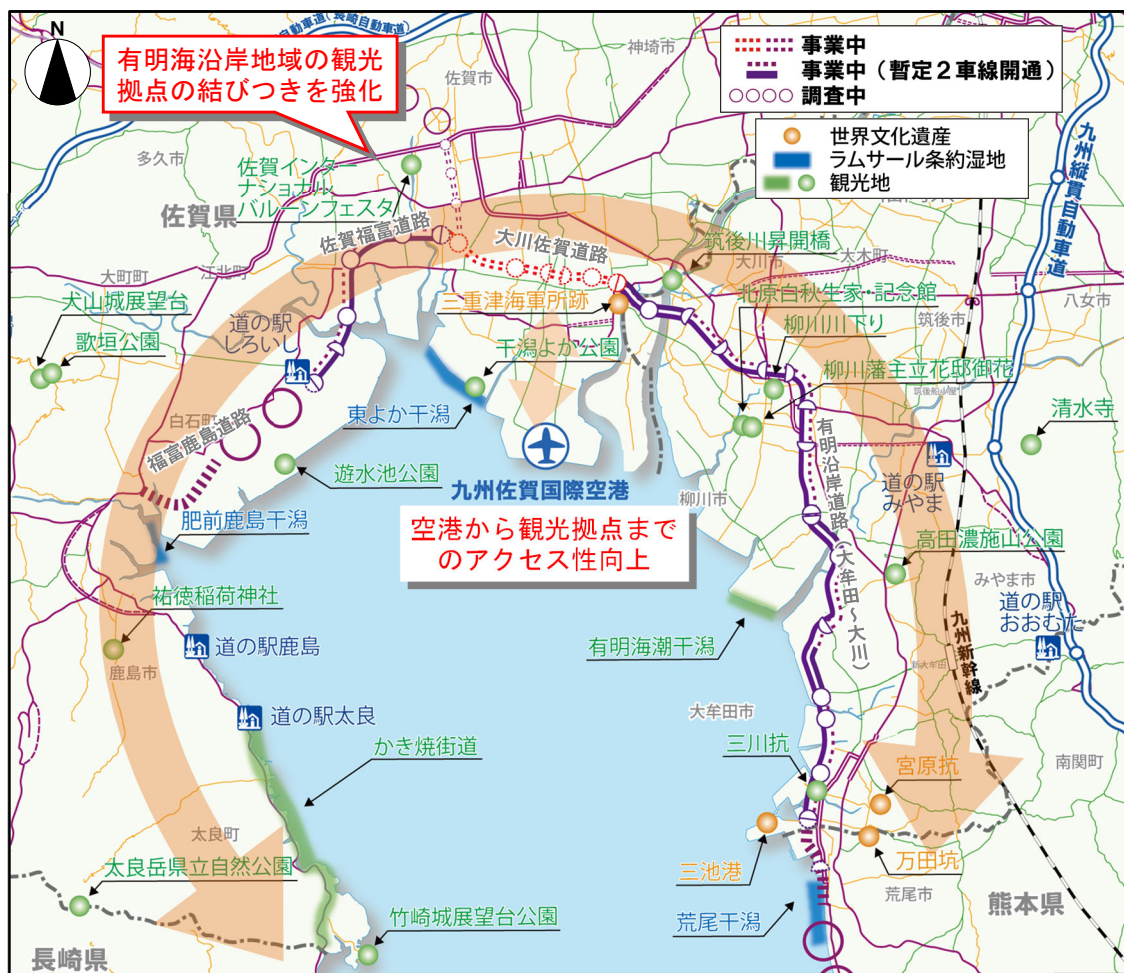 N
自動車道(長崎自動車道)
有明海沿岸地域の観光
拠点の結びつきを強化
神埼市
佐賀市
多久市
事業中
事業中(暫定2車線開通)
調査中
世界文化遺産
ラムサール条約湿地
観光地
九州縦貫自動車道
佐賀インター
ナショナル
バルーンフェスタ
佐賀県
佐賀福富道路
大川佐賀道路
筑後川昇開橋
大川市
大木町
八女市
筑後市
大町町
江北町
犬山城展望台
歌垣公園
道の駅
しろいし
三重津海軍所跡
北原白秋生家・記念館
柳川川下り
柳川藩主立花邸御花
筑後船小屋
干潟よか公園
東よか干潟
清水寺
白石町
福富鹿島道路
遊水池公園
九州佐賀国際空港
柳川市
有明沿岸道路(大牟田~大川)
道の駅
みやま
空港から観光拠点まで
のアクセス性向上
肥前鹿島干潟
高田濃施山公園
みやま市
道の駅
おおむた
九州新幹線
祐徳稲荷神社
鹿島市
道の駅鹿島
有明海潮干潟
新大牟田
道の駅太良
大牟田市
かき焼街道
三川抗
宮原抗
南関町
太良町
太良岳県立自然公園
三池港
万田坑
荒尾市
熊本県
竹崎城展望台公園
荒尾干潟
長崎県